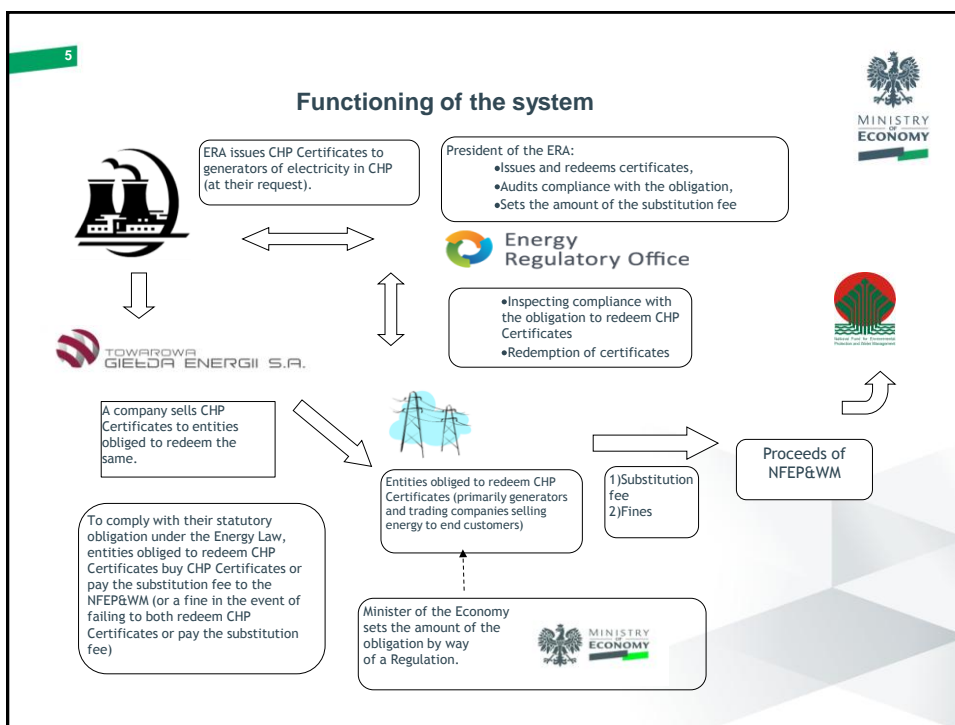 5
Functioning of the system
MINISTRY
OF
ECONOMY
ERA issues CHP Certificates to
generators of electricity in CHP
(at their request).
President of the ERA:
•Issues and redeems certificates,
•Audits compliance with the obligation,
•Sets the amount of the substitution fee
Energy
Regulatory Office
•Inspecting compliance with
the obligation to redeem CHP
Certificates
•Redemption of certificates
National Fund for Environmental
Protection and Water Management
TOWAROWA
GIEŁDA ENERGII S.A.
A company sells CHP
Certificates to entities
obliged to redeem the
same.
Entities obliged to redeem CHP
Certificates (primarily generators
and trading companies selling
energy to end customers)
1)Substitution
fee
2)Fines
Proceeds of
NFEP&WM
To comply with their statutory
obligation under the Energy Law,
entities obliged to redeem CHP
Certificates buy CHP Certificates or
pay the substitution fee to the
NFEP&WM (or a fine in the event of
failing to both redeem CHP
Certificates or pay the substitution
fee)
Minister of the Economy
sets the amount of the
obligation by way
of a Regulation.
MINISTRY
OF
ECONOMY